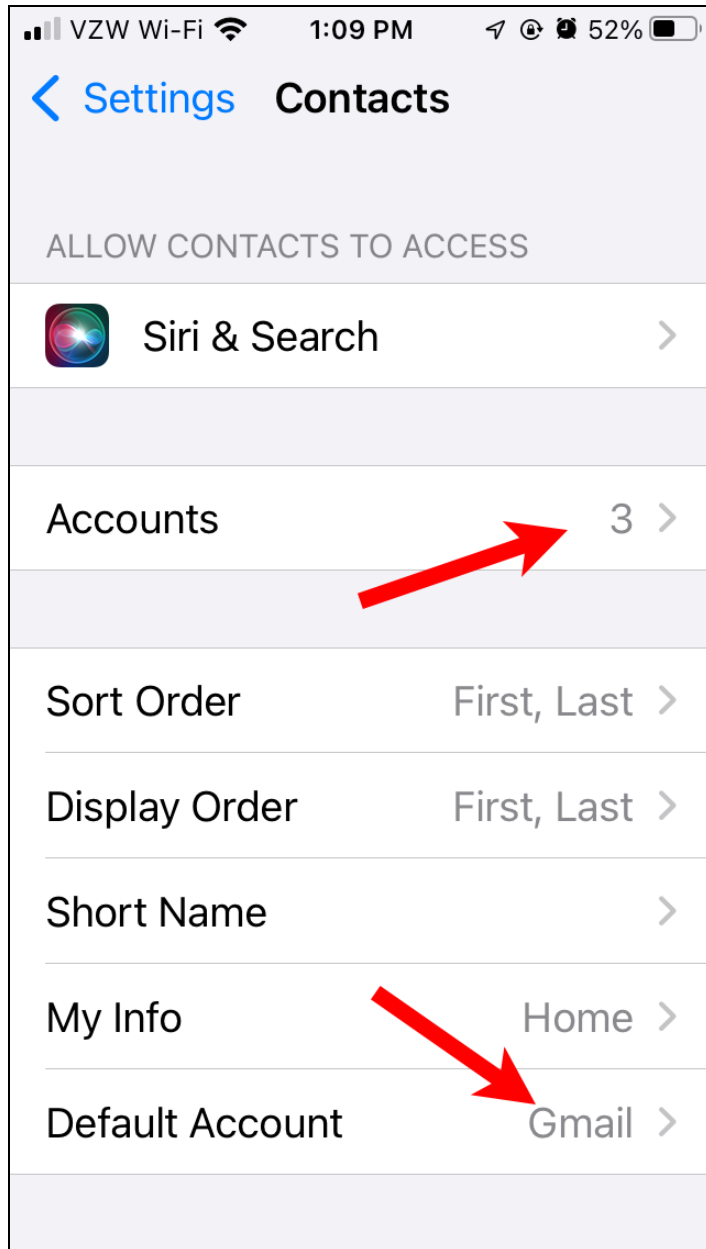 VZW Wi-Fi 1:09 PM 52%
Settings Contacts
ALLOW CONTACTS TO ACCESS
Siri & Search
Accounts 3
Sort Order First, Last
Display Order First, Last
Short Name
My Info Home
Default Account Gmail